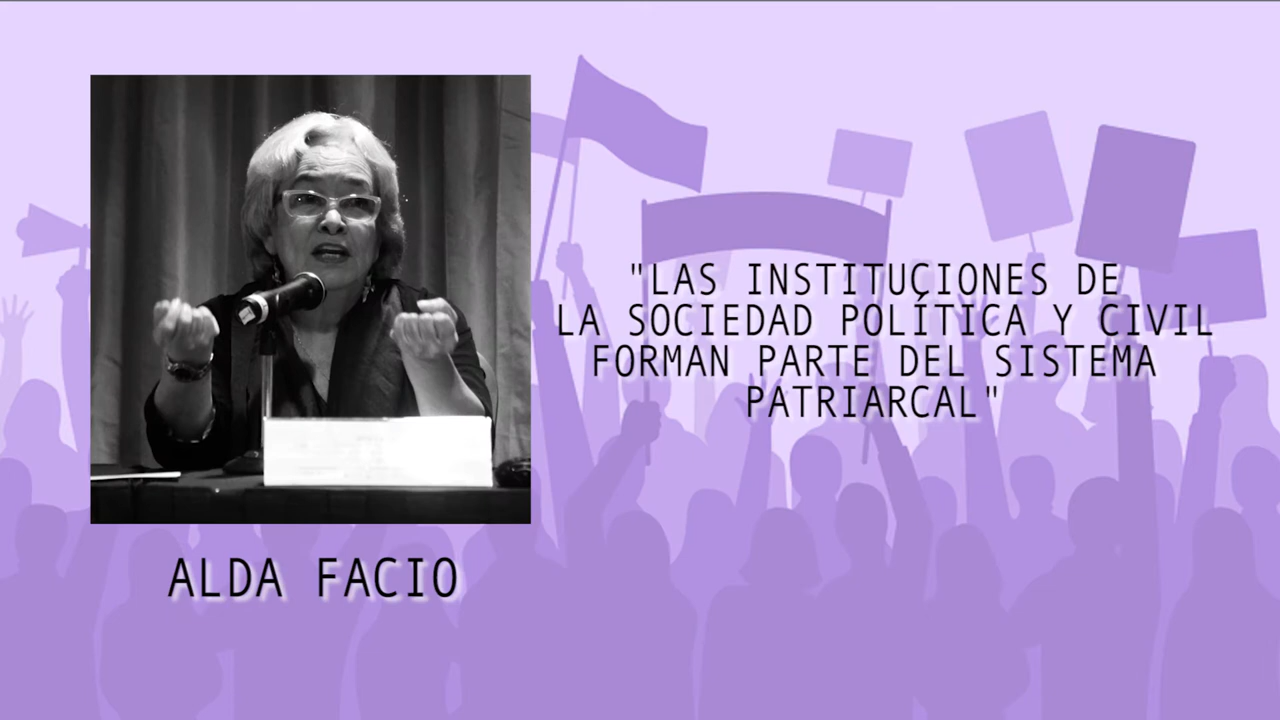 "LAS INSTITUCIONES DE
LA SOCIEDAD POLÍTICA Y CIVIL
FORMAN PARTE DEL SISTEMA
PATRIARCAL"
ALDA FACIO